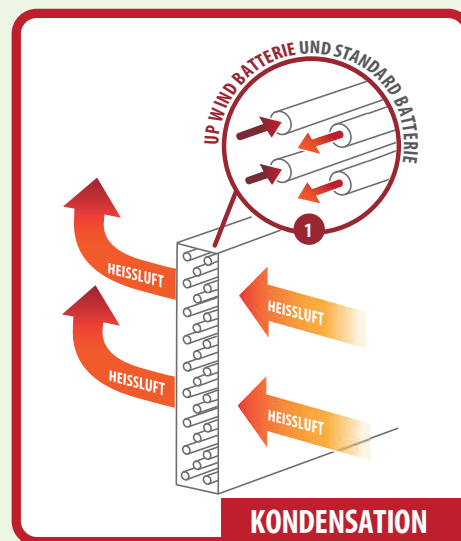 UP WIND BATTERIE UND STANDARD BATTERIE
1
HEISSLUFT
HEISSLUFT
HEISSLUFT
HEISSLUFT
KONDENSATION